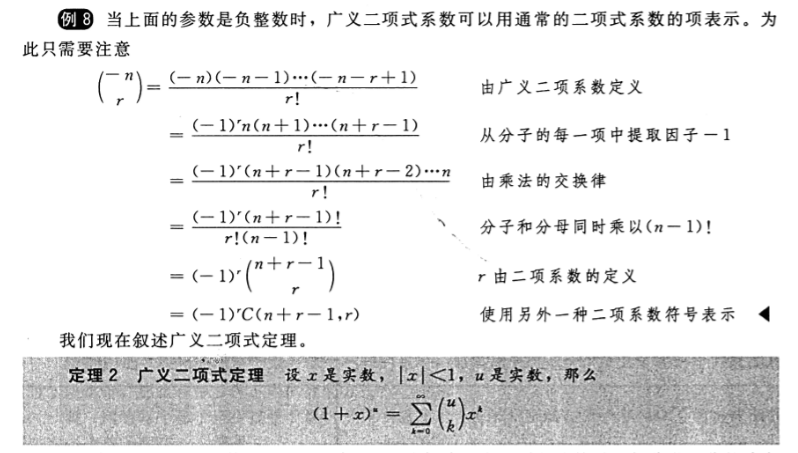 例 8 当上面的参数是负整数时，广义二项式系数可以用通常的二项式系数的项表示。为
此只需要注意
$\binom{-n}{r} = \frac{(-n)(-n-1)\cdots(-n-r+1)}{r!}$ 由广义二项系数定义
$= \frac{(-1)^r n(n+1)\cdots(n+r-1)}{r!}$ 从分子的每一项中提取因子－1
$= \frac{(-1)^r (n+r-1)(n+r-2)\cdots n}{r!}$ 由乘法的交换律
$= \frac{(-1)^r (n+r-1)!}{r!(n-1)!}$ 分子和分母同时乘以(n－1)!
$= (-1)^r \binom{n+r-1}{r}$ r 由二项系数的定义
$= (-1)^r C(n+r-1,r)$ 使用另外一种二项系数符号表示 ◀
我们现在叙述广义二项式定理。
定理 2 广义二项式定理 设 x 是实数，|x|<1，u 是实数，那么
$(1+x)^u = \sum_{k=0}^{\infty} \binom{u}{k} x^k$